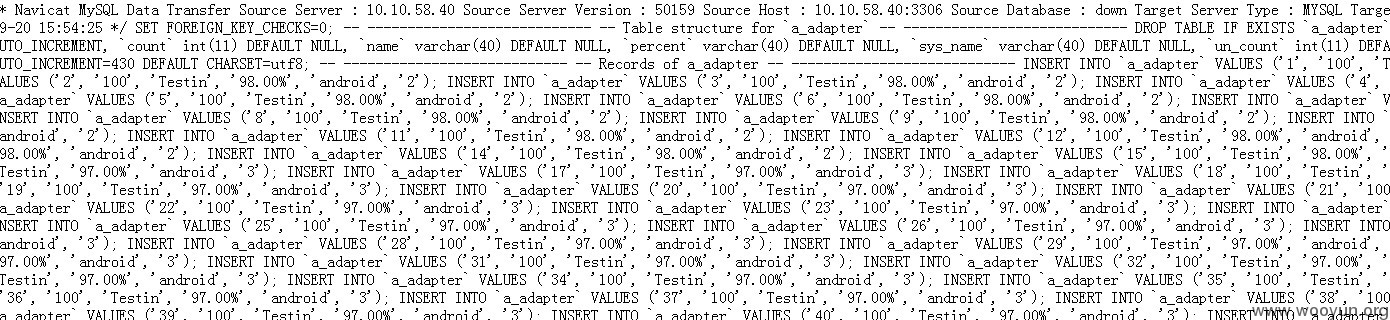 * Navicat MySQL Data Transfer Source Server : 10.10.58.40 Source Server Version : 50159 Source Host : 10.10.58.40:3306 Source Database : down Target Server Type : MYSQL Targe
9-20 15:54:25 */ SET FOREIGN_KEY_CHECKS=0; -- ---------------------------- -- Table structure for `a_adapter` -- ---------------------------- DROP TABLE IF EXISTS `a_adapter`
UTO_INCREMENT, `count` int(11) DEFAULT NULL, `name` varchar(40) DEFAULT NULL, `percent` varchar(40) DEFAULT NULL, `sys_name` varchar(40) DEFAULT NULL, `un_count` int(11) DEFA
UTO_INCREMENT=430 DEFAULT CHARSET=utf8; -- ---------------------------- -- Records of a_adapter -- ---------------------------- INSERT INTO `a_adapter` VALUES ('1', '100', 'T
ALUES ('2', '100', 'Testin', '98.00%', 'android', '2'); INSERT INTO `a_adapter` VALUES ('3', '100', 'Testin', '98.00%', 'android', '2'); INSERT INTO `a_adapter` VALUES ('4',
a_adapter` VALUES ('5', '100', 'Testin', '98.00%', 'android', '2'); INSERT INTO `a_adapter` VALUES ('6', '100', 'Testin', '98.00%', 'android', '2'); INSERT INTO `a_adapter` V
NSERT INTO `a_adapter` VALUES ('8', '100', 'Testin', '98.00%', 'android', '2'); INSERT INTO `a_adapter` VALUES ('9', '100', 'Testin', '98.00%', 'android', '2'); INSERT INTO
android', '2'); INSERT INTO `a_adapter` VALUES ('11', '100', 'Testin', '98.00%', 'android', '2'); INSERT INTO `a_adapter` VALUES ('12', '100', 'Testin', '98.00%', 'android',
98.00%', 'android', '2'); INSERT INTO `a_adapter` VALUES ('14', '100', 'Testin', '98.00%', 'android', '2'); INSERT INTO `a_adapter` VALUES ('15', '100', 'Testin', '98.00%',
Testin', '97.00%', 'android', '3'); INSERT INTO `a_adapter` VALUES ('17', '100', 'Testin', '97.00%', 'android', '3'); INSERT INTO `a_adapter` VALUES ('18', '100', 'Testin',
'19', '100', 'Testin', '97.00%', 'android', '3'); INSERT INTO `a_adapter` VALUES ('20', '100', 'Testin', '97.00%', 'android', '3'); INSERT INTO `a_adapter` VALUES ('21', '100
a_adapter` VALUES ('22', '100', 'Testin', '97.00%', 'android', '3'); INSERT INTO `a_adapter` VALUES ('23', '100', 'Testin', '97.00%', 'android', '3'); INSERT INTO `a_adapter`
NSERT INTO `a_adapter` VALUES ('25', '100', 'Testin', '97.00%', 'android', '3'); INSERT INTO `a_adapter` VALUES ('26', '100', 'Testin', '97.00%', 'android', '3'); INSERT INTO
android', '3'); INSERT INTO `a_adapter` VALUES ('28', '100', 'Testin', '97.00%', 'android', '3'); INSERT INTO `a_adapter` VALUES ('29', '100', 'Testin', '97.00%', 'android',
97.00%', 'android', '3'); INSERT INTO `a_adapter` VALUES ('31', '100', 'Testin', '97.00%', 'android', '3'); INSERT INTO `a_adapter` VALUES ('32', '100', 'Testin', '97.00%',
Testin', '97.00%', 'android', '3'); INSERT INTO `a_adapter` VALUES ('34', '100', 'Testin', '97.00%', 'android', '3'); INSERT INTO `a_adapter` VALUES ('35', '100', 'Testin',
'36', '100', 'Testin', '97.00%', 'android', '3'); INSERT INTO `a_adapter` VALUES ('37', '100', 'Testin', '97.00%', 'android', '3'); INSERT INTO `a_adapter` VALUES ('38', '100
a_adapter` VALUES ('39', '100', 'Testin', '97.00%', 'android', '3'); INSERT INTO `a_adapter` VALUES ('40', '100', 'Testin', '97.00%', 'android', '3'); INSERT INTO `a_adapter`
www.wooyun.org